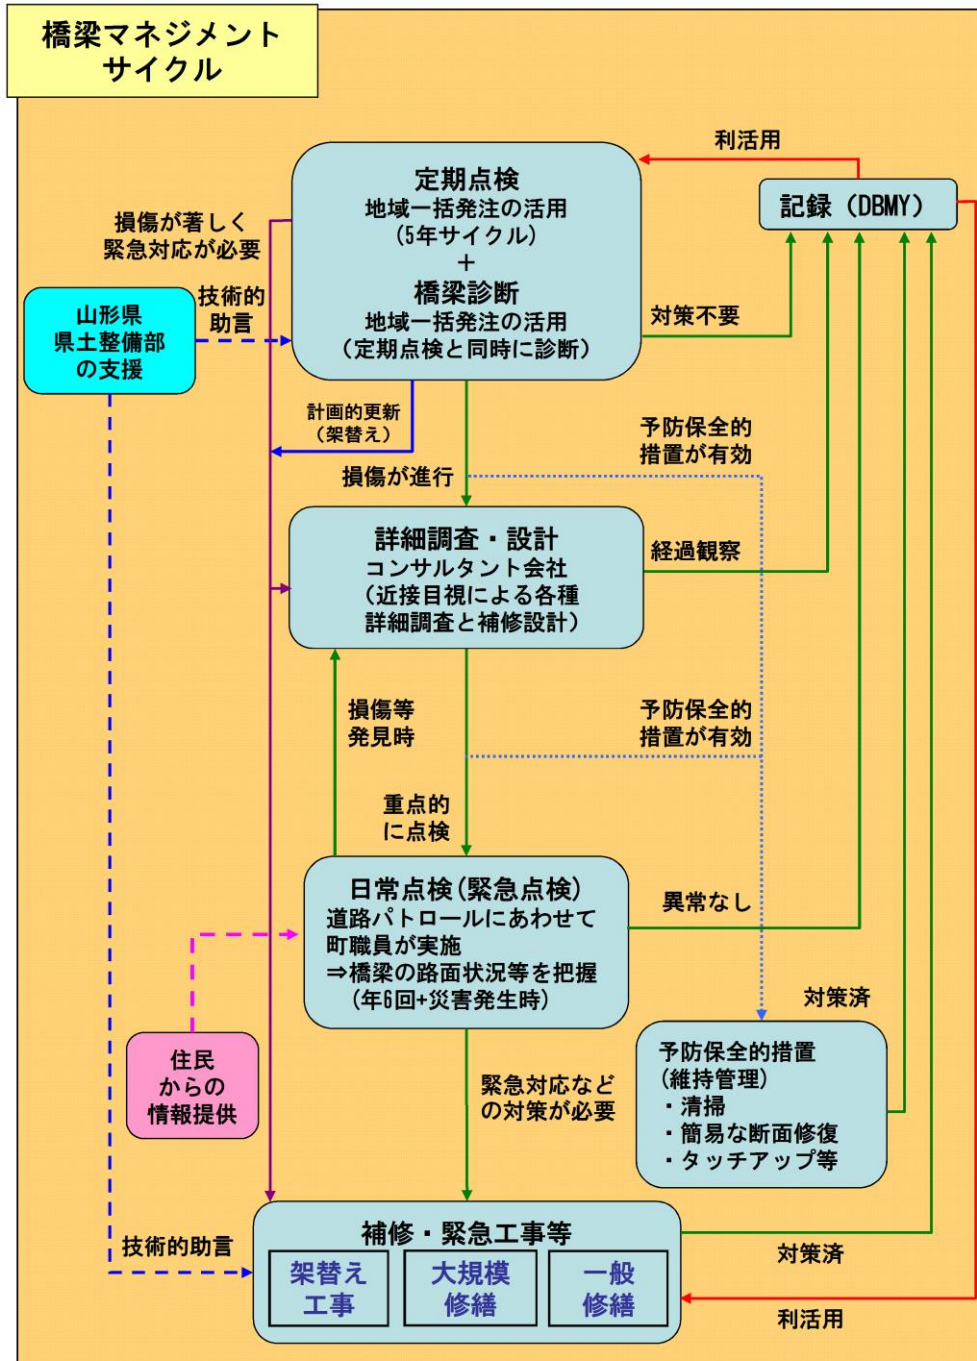 橋梁マネジメント
サイクル
利活用
定期点検
地域一括発注の活用
(5年サイクル)
+
橋梁診断
地域一括発注の活用
(定期点検と同時に診断)
記録(DBMY)
損傷が著しく
緊急対応が必要
山形県
県土整備部
の支援
技術的
助言
対策不要
計画的更新
(架替え)
損傷が進行
予防保全的
措置が有効
詳細調査・設計
コンサルタント会社
(近接目視による各種
詳細調査と補修設計)
経過観察
損傷等
発見時
予防保全的
措置が有効
重点的
に点検
日常点検(緊急点検)
道路パトロールにあわせて
町職員が実施
⇒橋梁の路面状況等を把握
(年6回+災害発生時)
異常なし
対策済
住民
からの
情報提供
緊急対応など
の対策が必要
予防保全的措置
(維持管理)
・清掃
・簡易な断面修復
・タッチアップ等
技術的助言
補修・緊急工事等
架替え
工事
大規模
修繕
一般
修繕
対策済
利活用